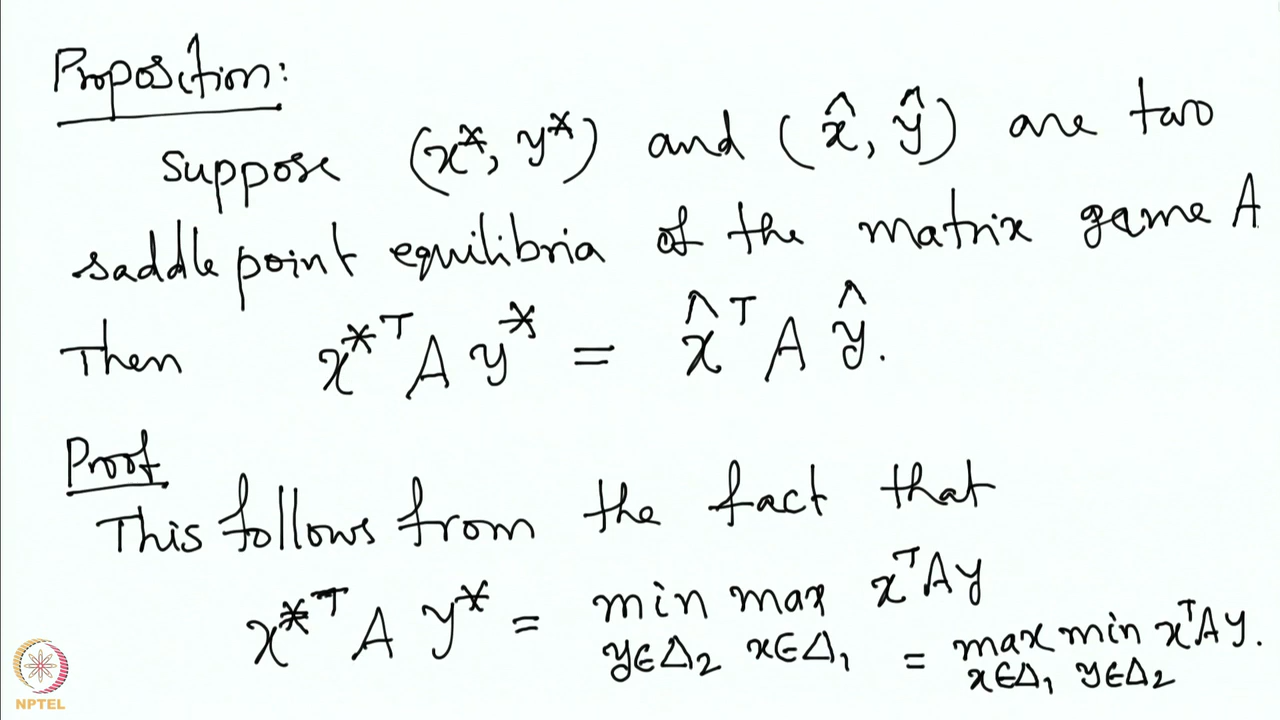 Proposition:
Suppose (x*, y*) and (x̂, ŷ) are two
saddle point equilibria of the matrix game A
Then x*ᵀ A y* = x̂ᵀ A ŷ.
Proof
This follows from the fact that
x*ᵀ A y* = min max xᵀAy = max min xᵀAy.
y∈Δ₂ x∈Δ₁ x∈Δ₁ y∈Δ₂
NPTEL